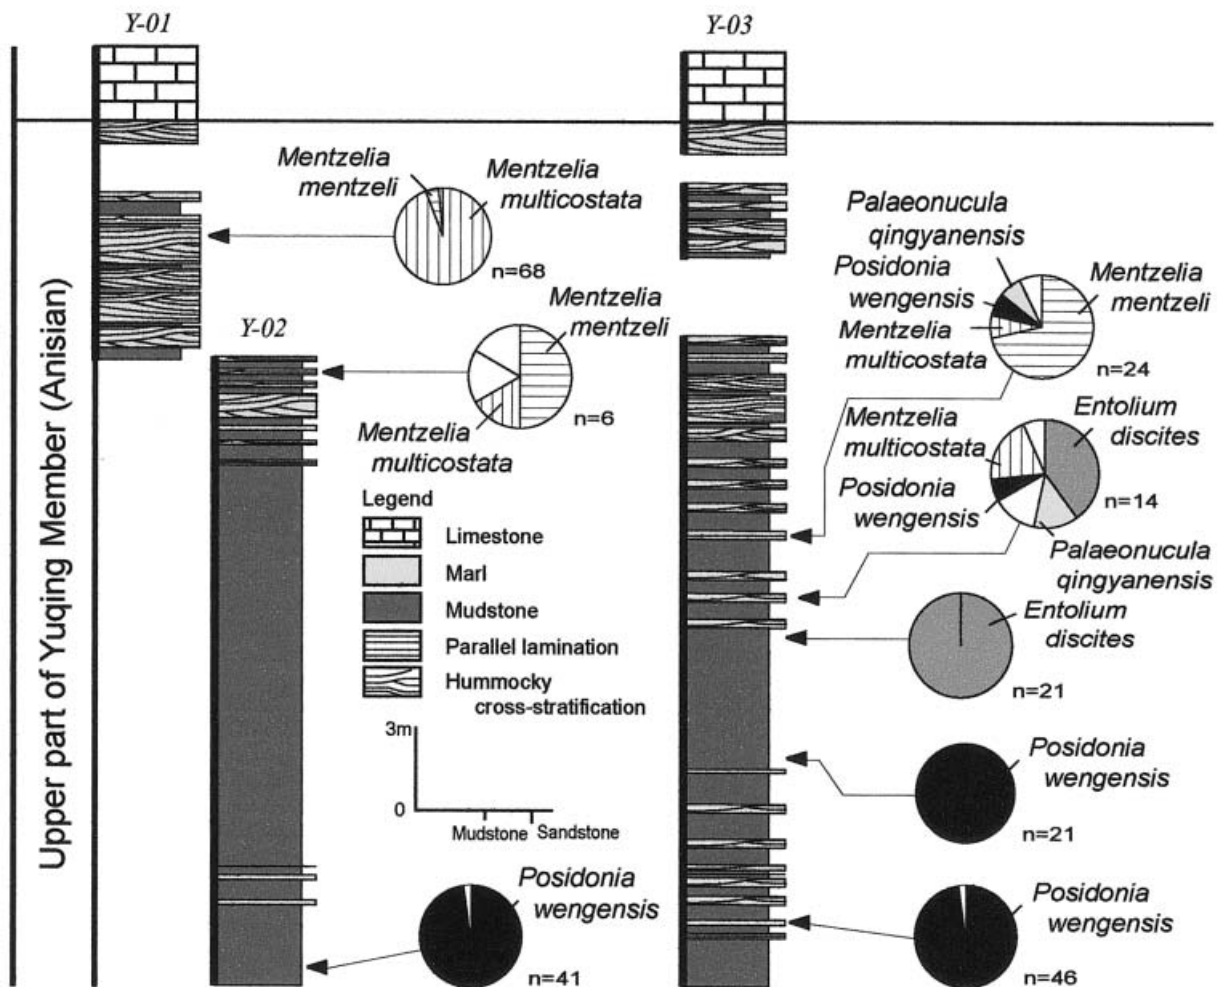 Y-01
Y-03
Upper part of Yuqing Member (Anisian)
Mentzelia
mentzeli
Mentzelia
multicostata
n=68
Y-02
Mentzelia
mentzeli
n=6
Mentzelia
multicostata
Palaeonucula
qingyanensis
Posidonia
wengensis
Mentzelia
multicostata
Mentzelia
mentzeli
n=24
Mentzelia
multicostata
Posidonia
wengensis
Entolium
discites
n=14
Palaeonucula
qingyanensis
Entolium
discites
n=21
Legend
Limestone
Marl
Mudstone
Parallel lamination
Hummocky
cross-stratification
3m
0
Mudstone Sandstone
Posidonia
wengensis
n=21
Posidonia
wengensis
n=41
Posidonia
wengensis
n=46